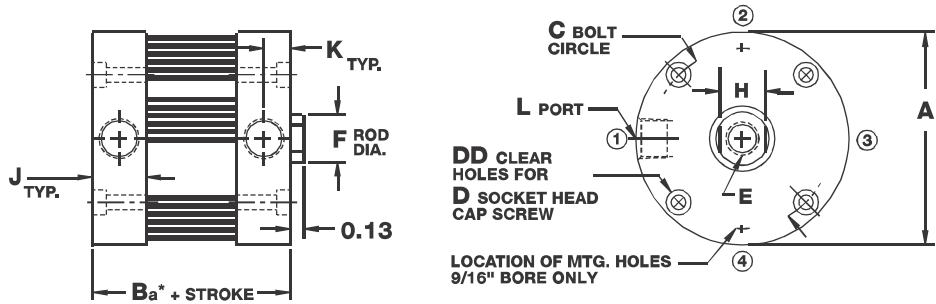 K TYP.
F ROD DIA.
J TYP.
0.13
Ba* + STROKE
②
C BOLT
CIRCLE
H
A
L PORT
①
③
DD CLEAR
HOLES FOR
D SOCKET HEAD
CAP SCREW
E
LOCATION OF MTG. HOLES
9/16" BORE ONLY
④